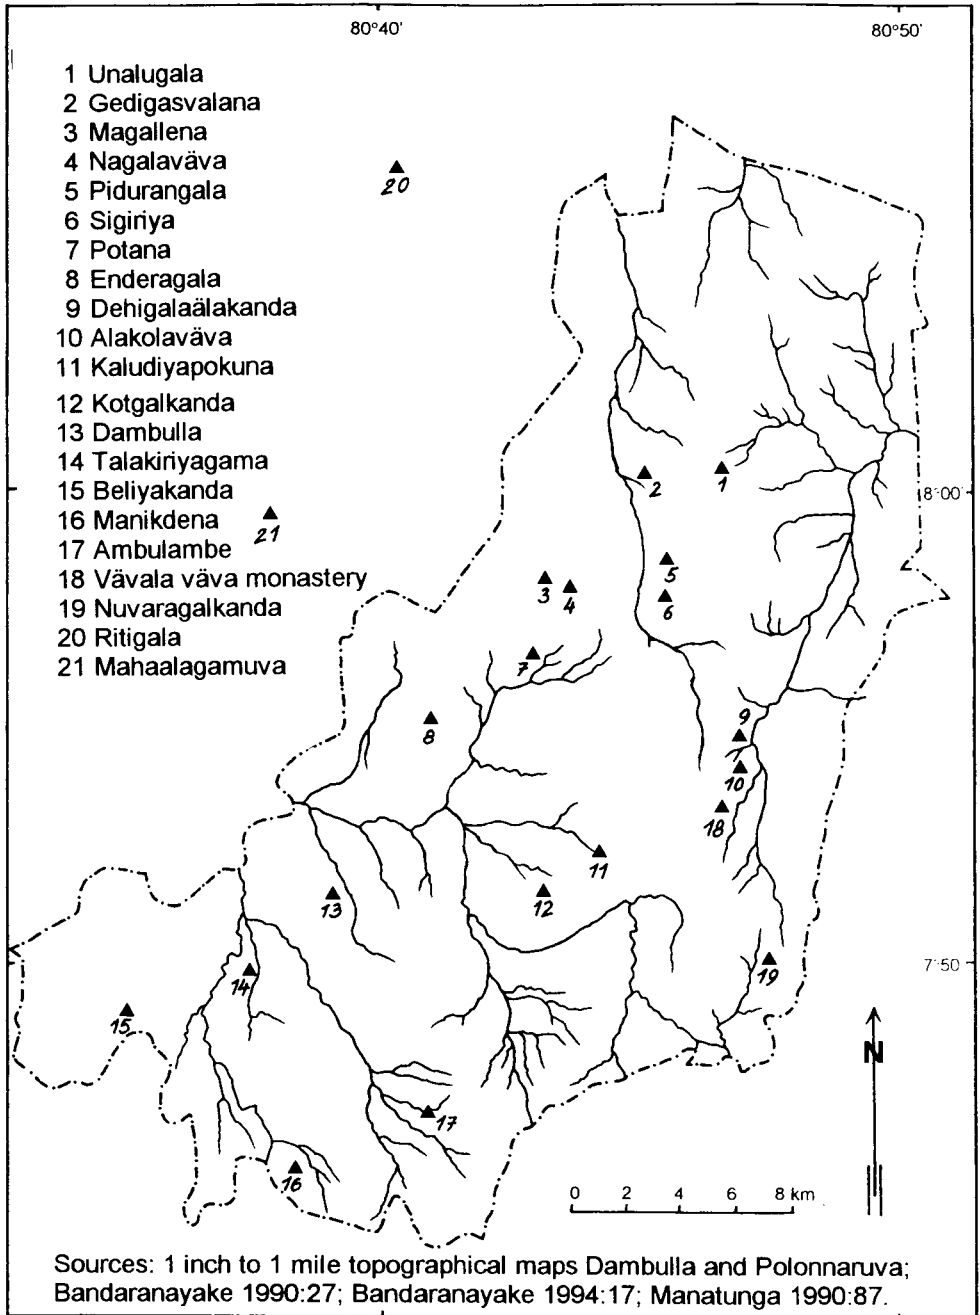 80°40'
80°50'
1 Unalugala
2 Gedigasvalana
3 Magallena
4 Nagalaväva
5 Pidurangala
6 Sigiriya
7 Potana
8 Enderagala
9 Dehigalaälakanda
10 Alakolaväva
11 Kaludiyapokuna
12 Kotgalkanda
13 Dambulla
14 Talakiriyagama
15 Beliyakanda
16 Manikdena
17 Ambulambe
18 Vävala väva monastery
19 Nuvaragalkanda
20 Ritigala
21 Mahaalagamuva
20
2
1
8°00'
21
5
3
4
6
7
8
9
10
18
11
13
12
14
19
7°50'
15
N
17
16
0 2 4 6 8 km
Sources: 1 inch to 1 mile topographical maps Dambulla and Polonnaruva;
Bandaranayake 1990:27; Bandaranayake 1994:17; Manatunga 1990:87.